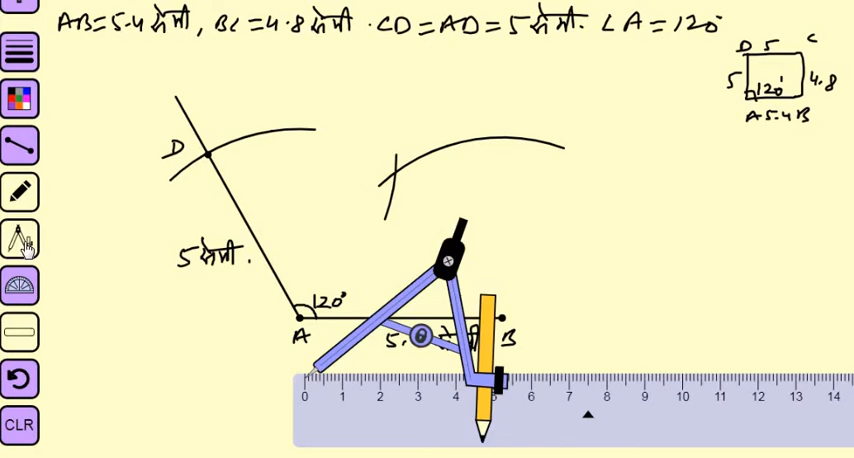 AB=5.4 सेमी, BC=4.8 सेमी. CD=AD=5 सेमी. ∠A=120°
D 5 C
5 120° 4.8
A 5.4 B
D
5 सेमी.
120°
A 5. B
0 1 2 3 4 5 6 7 8 9 10 11 12 13 14
CLR